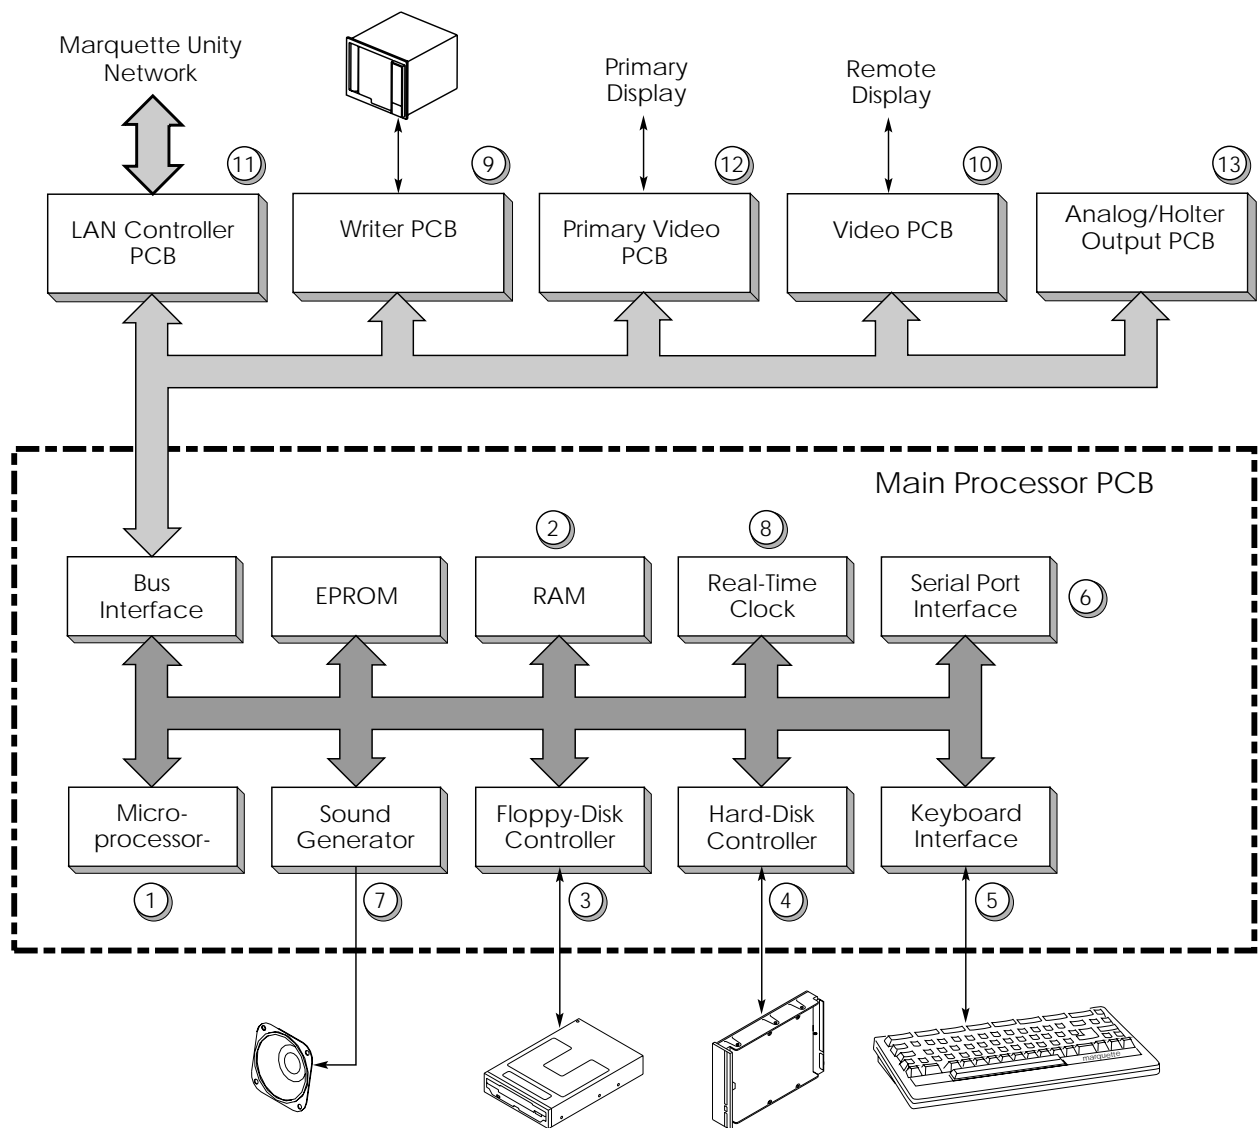 Marquette Unity
Network
Primary
Display
Remote
Display
11
9
12
10
13
LAN Controller
PCB
Writer PCB
Primary Video
PCB
Video PCB
Analog/Holter
Output PCB
Main Processor PCB
2
8
Bus
Interface
EPROM
RAM
Real-Time
Clock
Serial Port
Interface
6
Micro-
processor-
Sound
Generator
Floppy-Disk
Controller
Hard-Disk
Controller
Keyboard
Interface
1
7
3
4
5
marquette